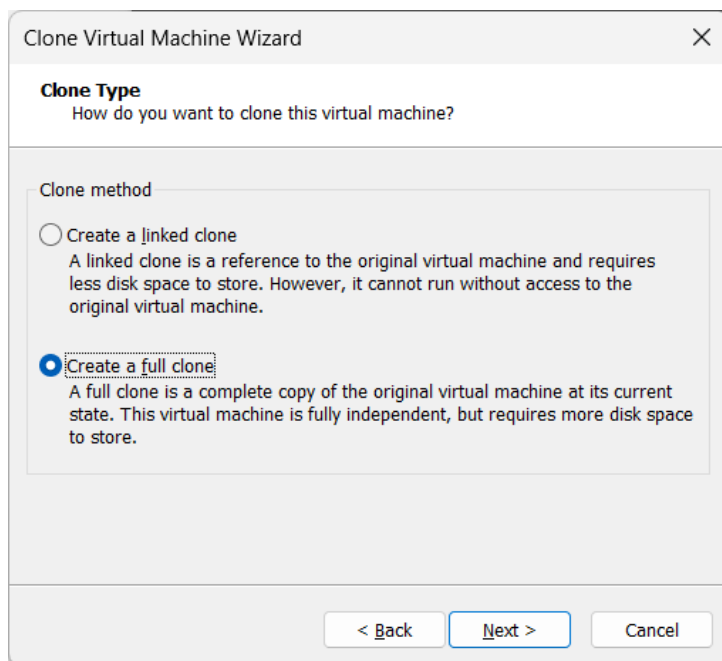 Clone Virtual Machine Wizard
Clone Type
How do you want to clone this virtual machine?
Clone method
Create a linked clone
A linked clone is a reference to the original virtual machine and requires
less disk space to store. However, it cannot run without access to the
original virtual machine.
Create a full clone
A full clone is a complete copy of the original virtual machine at its current
state. This virtual machine is fully independent, but requires more disk space
to store.
< Back
Next >
Cancel